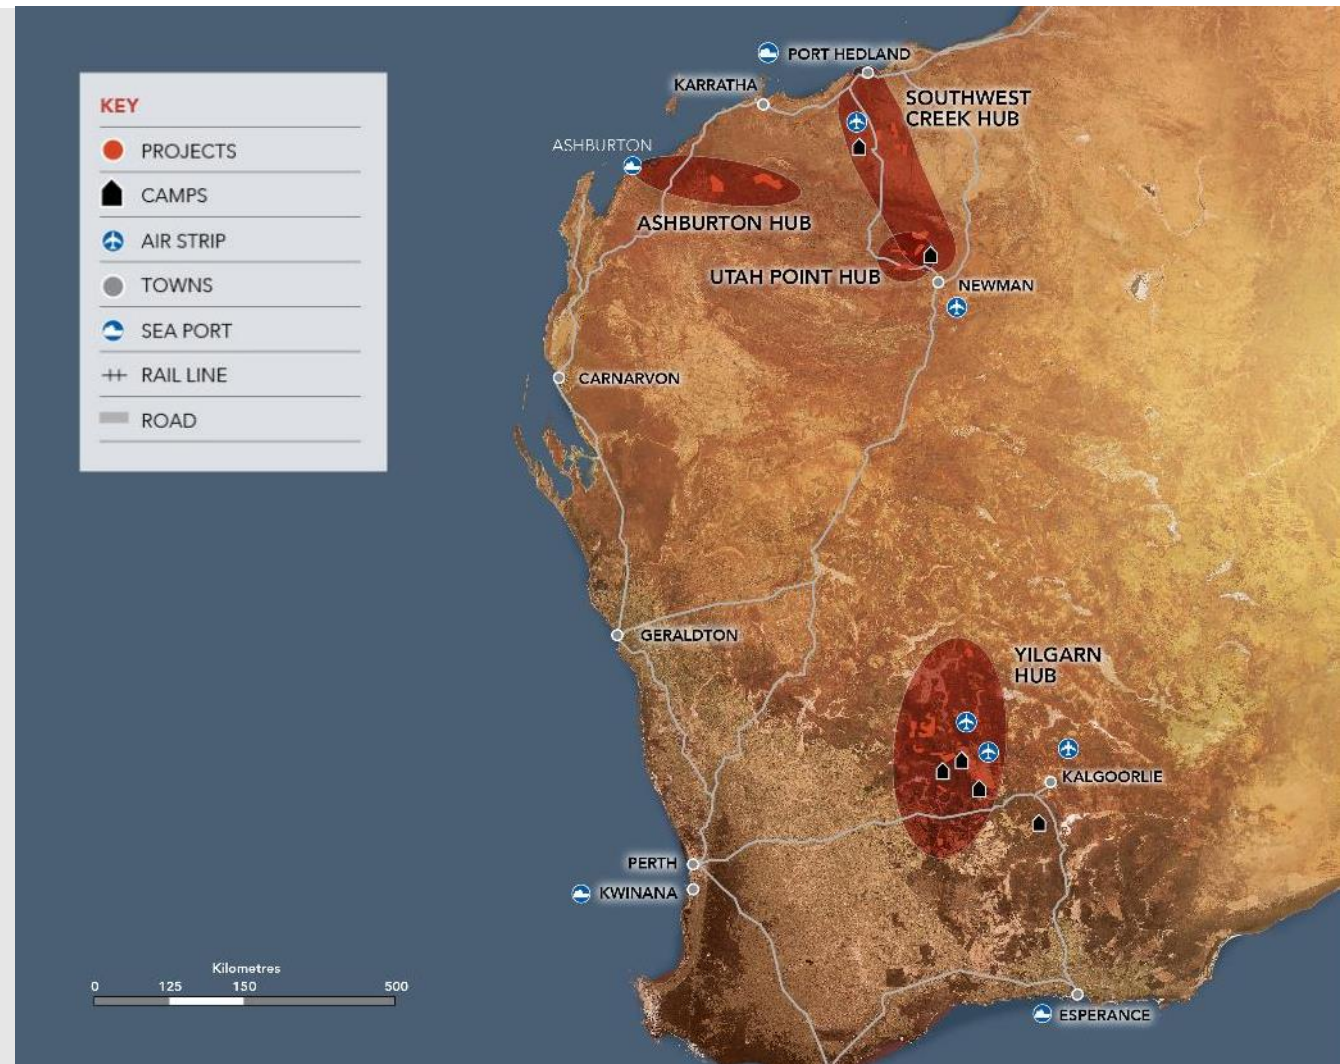 KEY
PROJECTS
CAMPS
AIR STRIP
TOWNS
SEA PORT
RAIL LINE
ROAD
PORT HEDLAND
KARRATHA
SOUTHWEST
CREEK HUB
ASHBURTON
ASHBURTON HUB
UTAH POINT HUB
NEWMAN
CARNARVON
GERALDTON
YILGARN
HUB
KALGOORLIE
PERTH
KWINANA
ESPERANCE
Kilometres
0 125 150 500